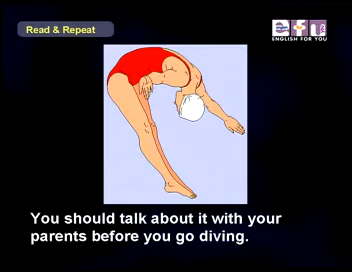 Read & Repeat
efu
ENGLISH FOR YOU
You should talk about it with your
parents before you go diving.